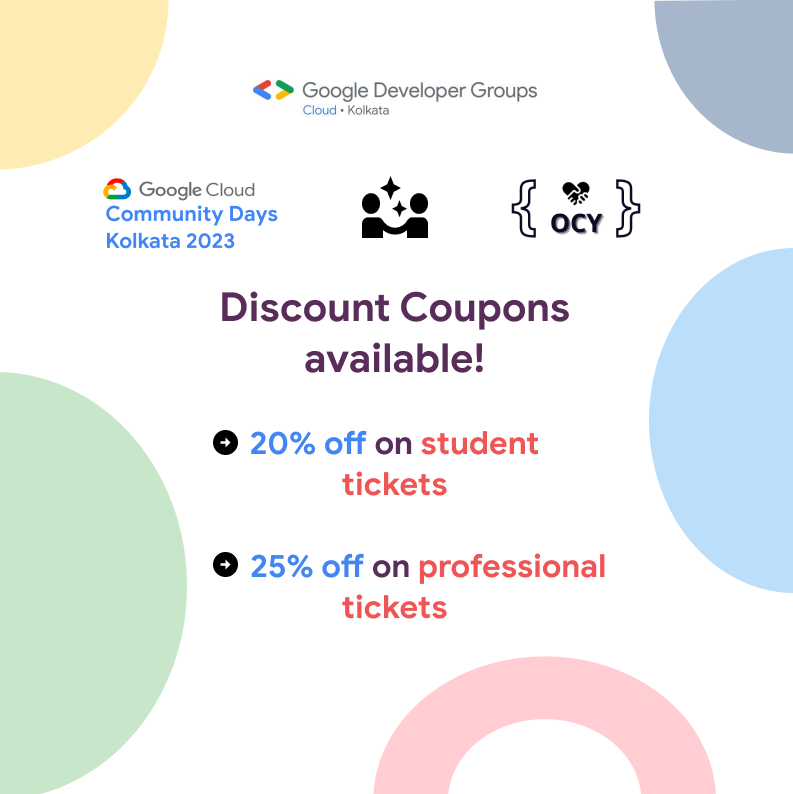 Google Developer Groups
Cloud • Kolkata
Google Cloud
Community Days
Kolkata 2023
{ OCY }
Discount Coupons
available!
20% off on student
tickets
25% off on professional
tickets